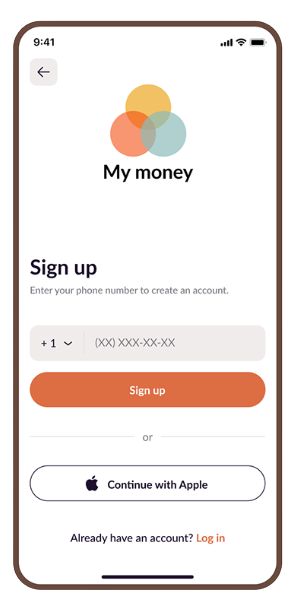 9:41
My money
Sign up
Enter your phone number to create an account.
+ 1 (XX) XXX-XX-XX
Sign up
or
Continue with Apple
Already have an account? Log in